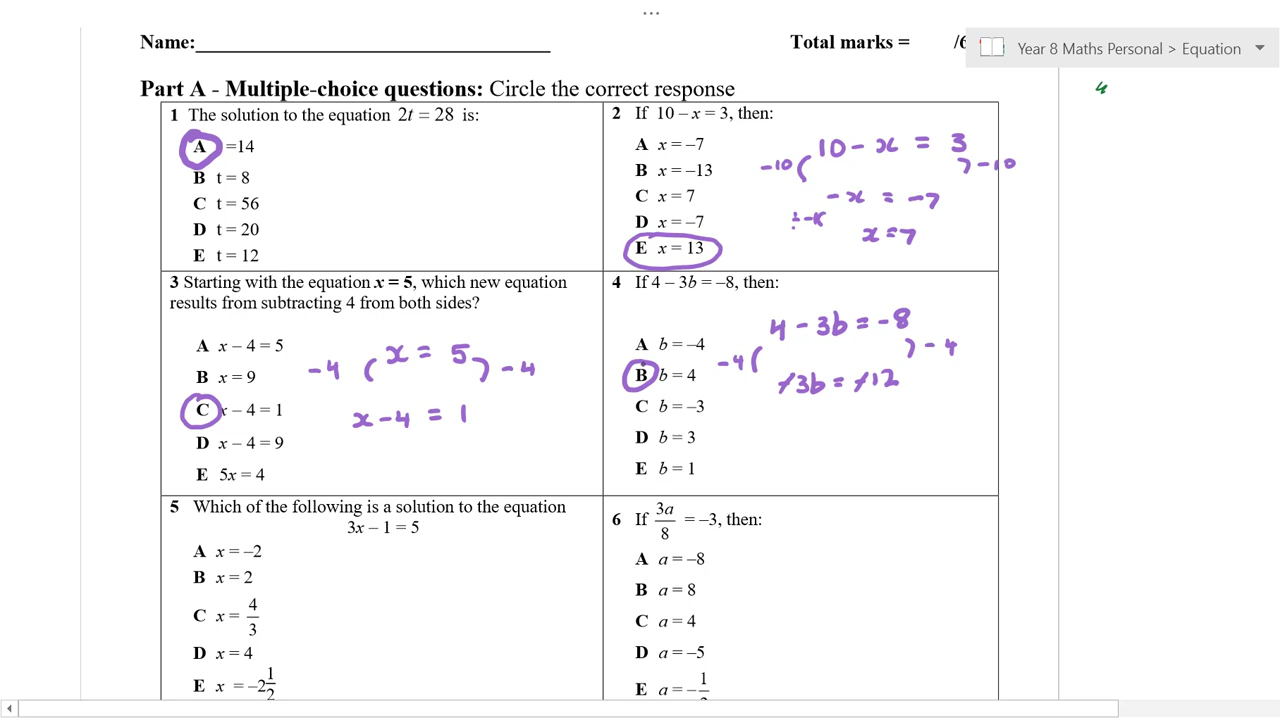 ...
Name:
Total marks = /6
Year 8 Maths Personal > Equation
4
Part A - Multiple-choice questions: Circle the correct response
1 The solution to the equation 2t = 28 is:
A =14
B t = 8
C t = 56
D t = 20
E t = 12
2 If 10 – x = 3, then:
A x = –7
B x = –13
C x = 7
D x = –7
E x = 13
10 - x = 3
-10 ( ) -10
-x = -7
x = 7
3 Starting with the equation x = 5, which new equation
results from subtracting 4 from both sides?
A x – 4 = 5
B x = 9
C x – 4 = 1
D x – 4 = 9
E 5x = 4
-4 ( x = 5 ) -4
x - 4 = 1
4 If 4 – 3b = –8, then:
A b = –4
B b = 4
C b = –3
D b = 3
E b = 1
4 - 3b = -8
-4 ( ) -4
-3b = -12
5 Which of the following is a solution to the equation
3x – 1 = 5
A x = –2
B x = 2
C x = 4/3
D x = 4
E x = –2 1/2
6 If 3a/8 = –3, then:
A a = –8
B a = 8
C a = 4
D a = –5